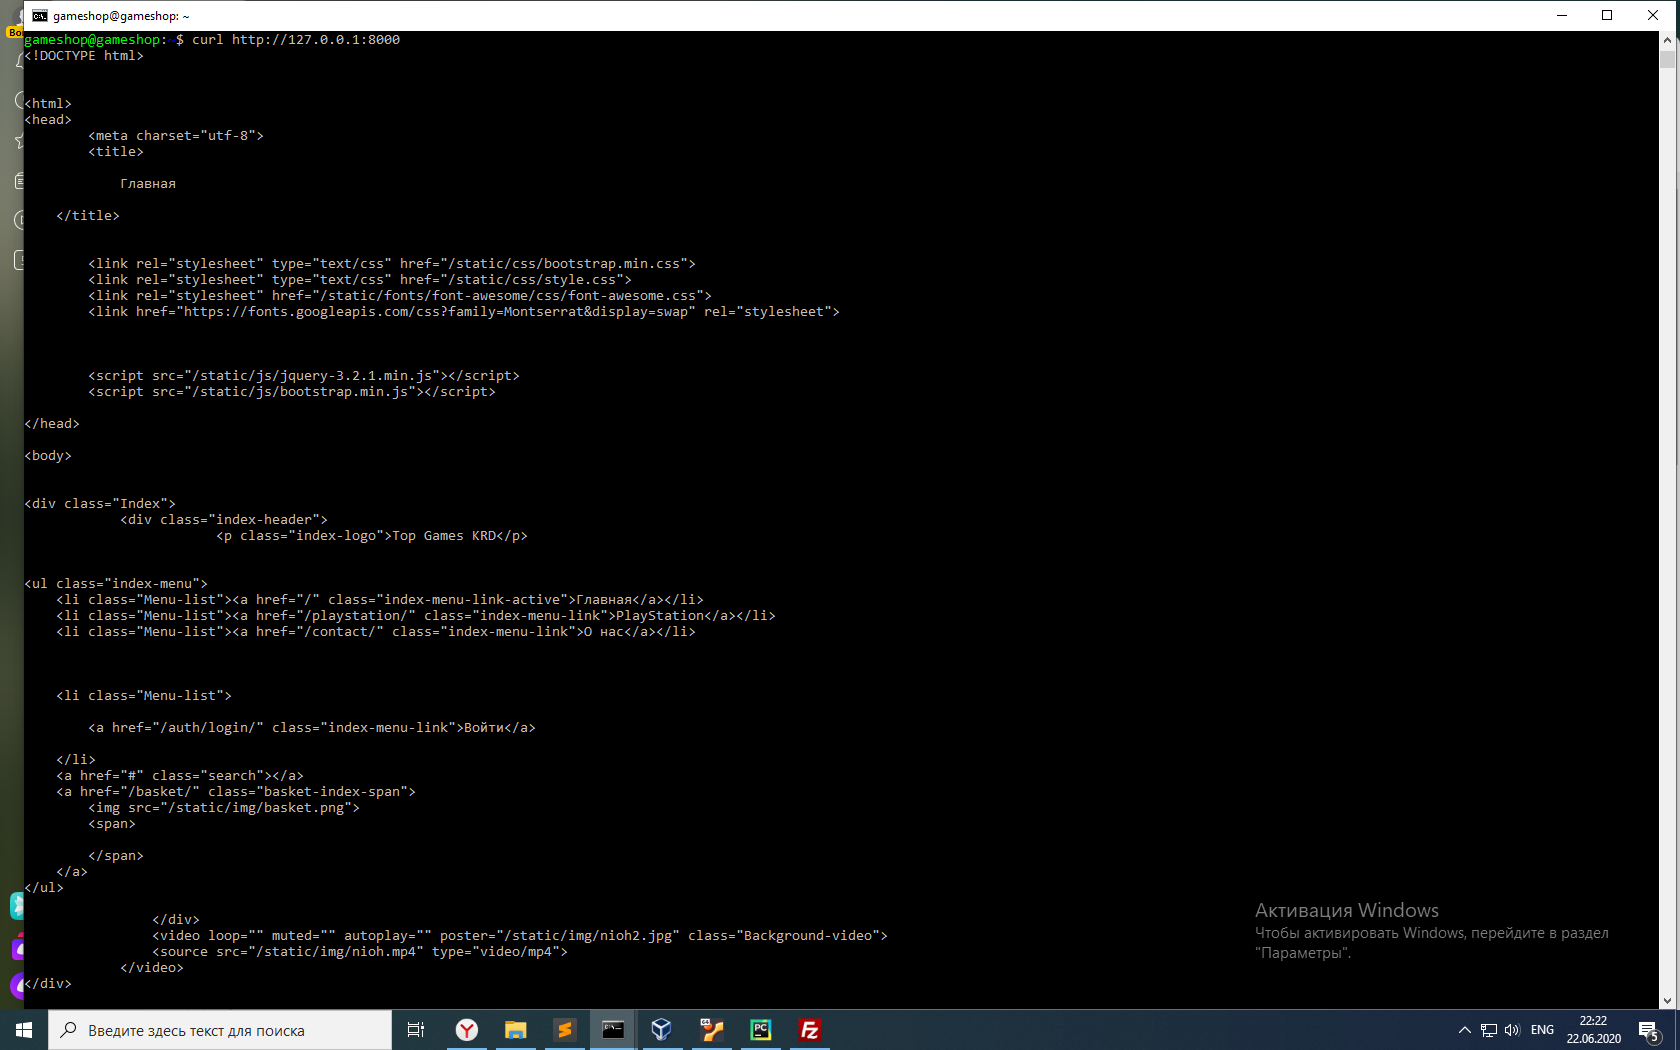 gameshop@gameshop: ~
gameshop@gameshop:~$ curl http://127.0.0.1:8000
<!DOCTYPE html>
<html>
<head>
<meta charset="utf-8">
<title>
Главная
</title>
<link rel="stylesheet" type="text/css" href="/static/css/bootstrap.min.css">
<link rel="stylesheet" type="text/css" href="/static/css/style.css">
<link rel="stylesheet" href="/static/fonts/font-awesome/css/font-awesome.css">
<link href="https://fonts.googleapis.com/css?family=Montserrat&display=swap" rel="stylesheet">
<script src="/static/js/jquery-3.2.1.min.js"></script>
<script src="/static/js/bootstrap.min.js"></script>
</head>
<body>
<div class="Index">
<div class="index-header">
<p class="index-logo">Top Games KRD</p>
<ul class="index-menu">
<li class="Menu-list"><a href="/" class="index-menu-link-active">Главная</a></li>
<li class="Menu-list"><a href="/playstation/" class="index-menu-link">PlayStation</a></li>
<li class="Menu-list"><a href="/contact/" class="index-menu-link">О нас</a></li>
<li class="Menu-list">
<a href="/auth/login/" class="index-menu-link">Войти</a>
</li>
<a href="#" class="search"></a>
<a href="/basket/" class="basket-index-span">
<img src="/static/img/basket.png">
<span>
</span>
</a>
</ul>
</div>
<video loop="" muted="" autoplay="" poster="/static/img/nioh2.jpg" class="Background-video">
<source src="/static/img/nioh.mp4" type="video/mp4">
</video>
</div>
Активация Windows
Чтобы активировать Windows, перейдите в раздел
"Параметры".
Введите здесь текст для поиска
ENG
22:22
22.06.2020
5